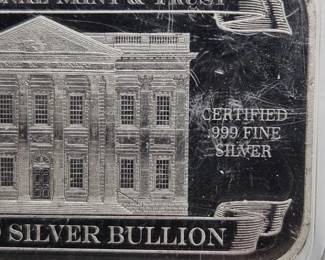 MINT & TRUST
CERTIFIED
.999 FINE
SILVER
SILVER BULLION